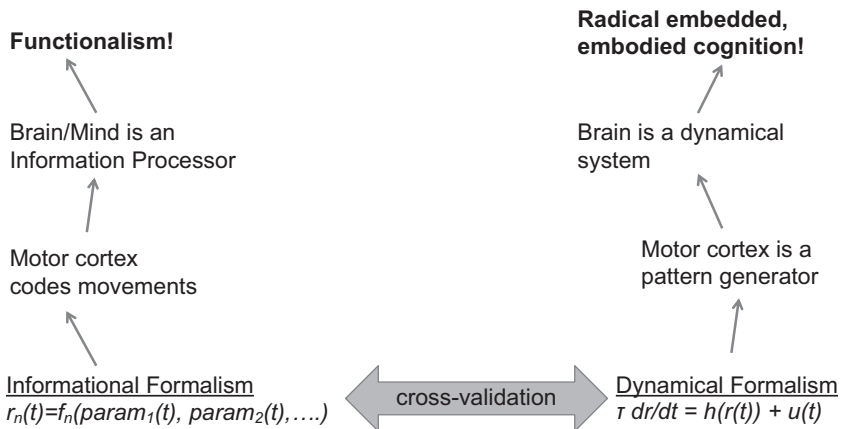 Functionalism!
Brain/Mind is an
Information Processor
Motor cortex
codes movements
Informational Formalism
rₙ(t)=fₙ(param₁(t), param₂(t),….)
cross-validation
Radical embedded,
embodied cognition!
Brain is a dynamical
system
Motor cortex is a
pattern generator
Dynamical Formalism
τ dr/dt = h(r(t)) + u(t)